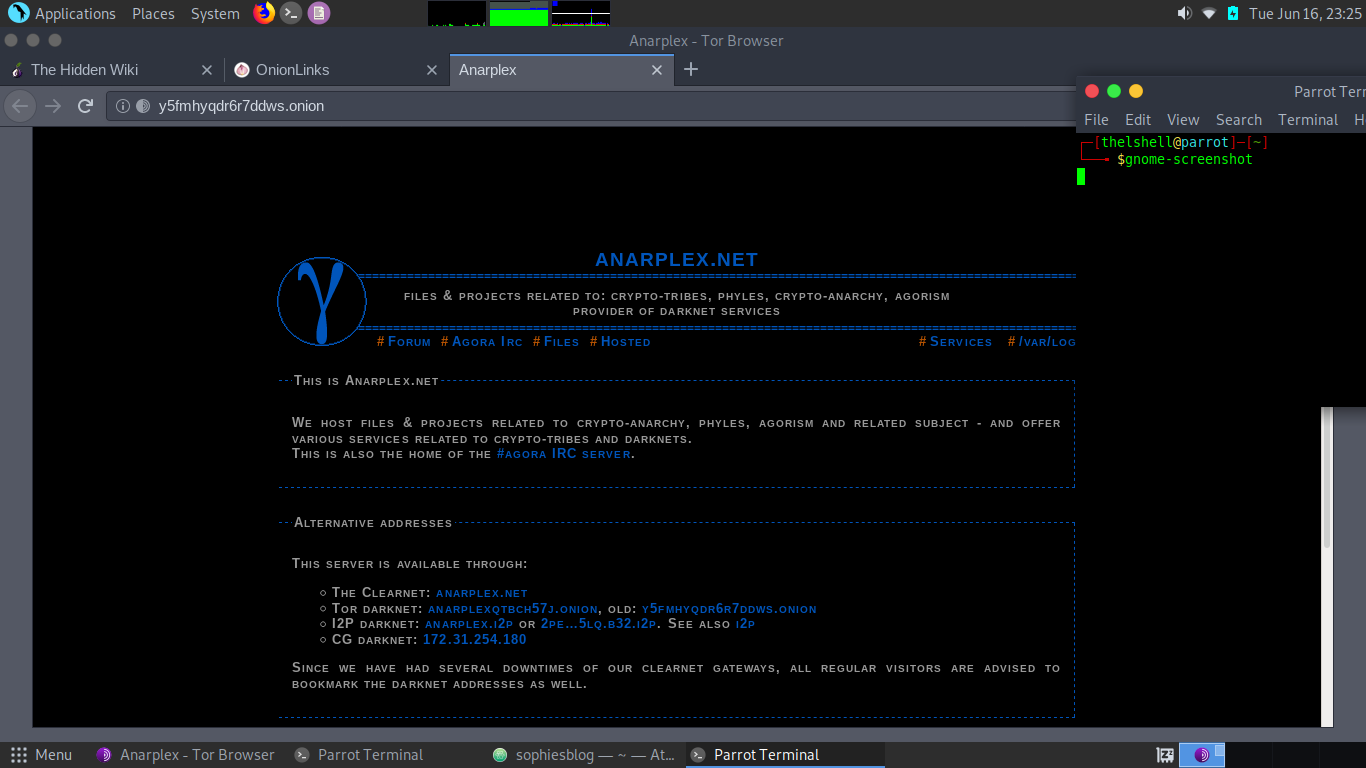 Applications Places System Tue Jun 16, 23:25
Anarplex - Tor Browser
The Hidden Wiki OnionLinks Anarplex
y5fmhyqdr6r7ddws.onion
Parrot Terr
File Edit View Search Terminal H
┌─[thelshell@parrot]─[~]
└──╼ $gnome-screenshot
γ
ANARPLEX.NET
files & projects related to: crypto-tribes, phyles, crypto-anarchy, agorism
provider of darknet services
# Forum # Agora Irc # Files # Hosted # Services # /var/log
This is Anarplex.net
We host files & projects related to crypto-anarchy, phyles, agorism and related subject - and offer
various services related to crypto-tribes and darknets.
This is also the home of the #agora IRC server.
Alternative addresses
This server is available through:
The Clearnet: anarplex.net
Tor darknet: anarplexqtbch57j.onion, old: y5fmhyqdr6r7ddws.onion
I2P darknet: anarplex.i2p or 2pe...5lq.b32.i2p. See also i2p
CG darknet: 172.31.254.180
Since we have had several downtimes of our clearnet gateways, all regular visitors are advised to
bookmark the darknet addresses as well.
Menu Anarplex - Tor Browser Parrot Terminal sophiesblog — ~ — At... Parrot Terminal